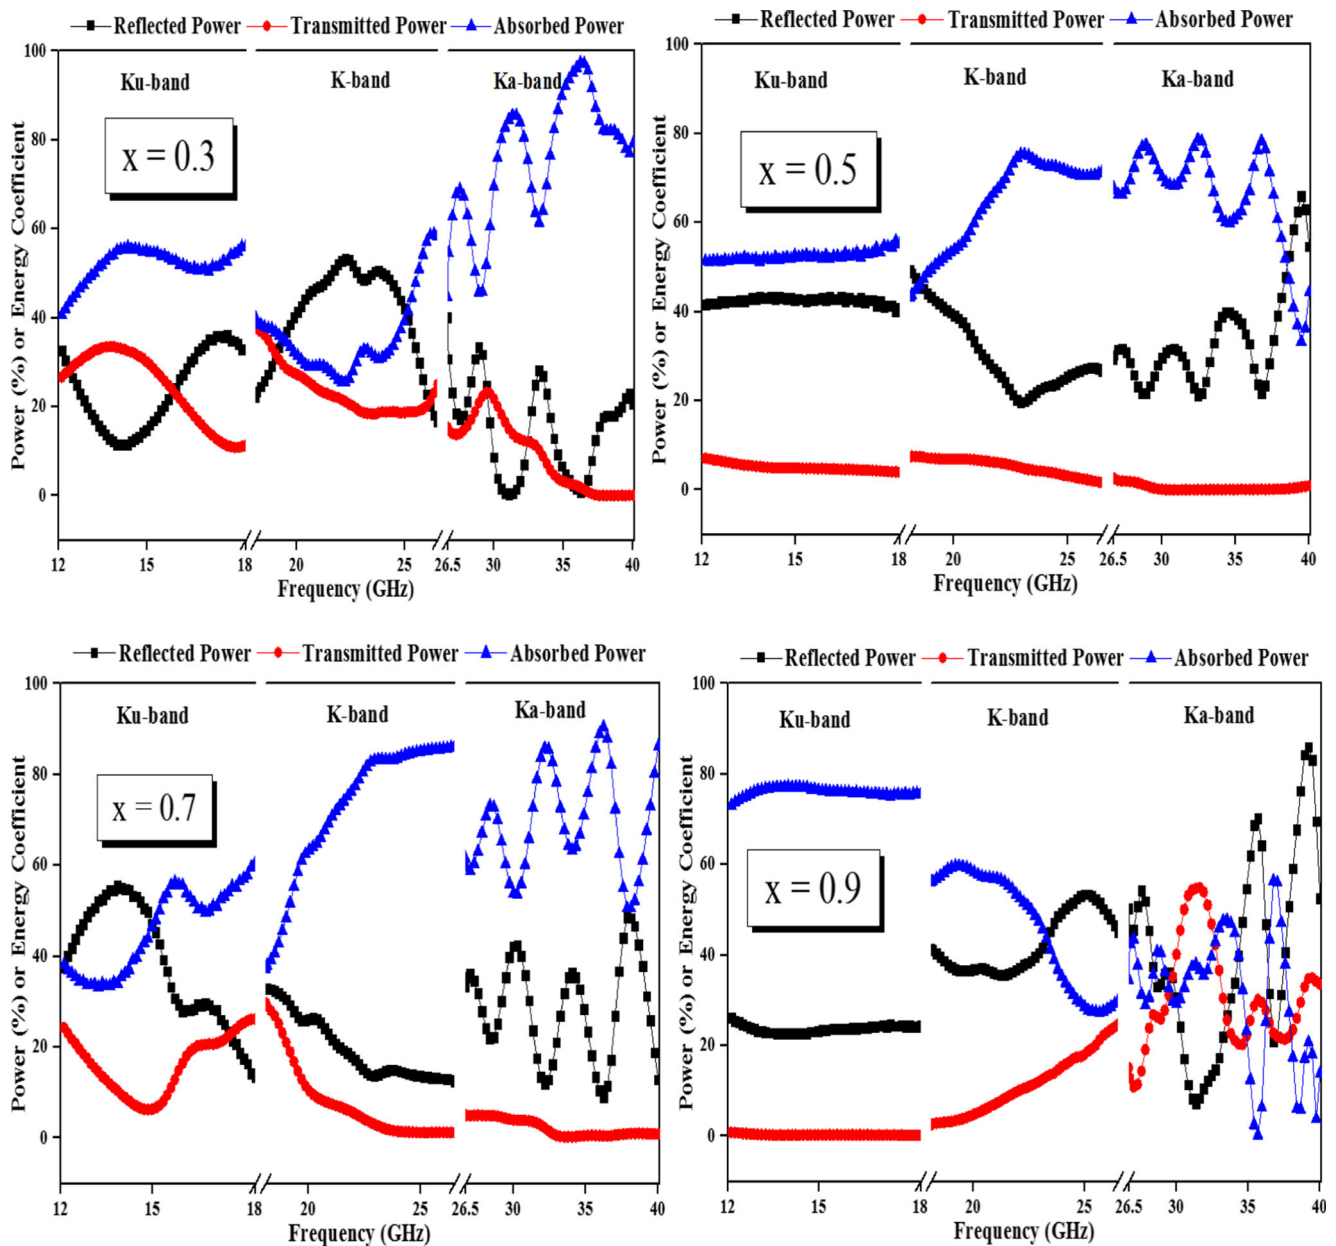 Reflected Power Transmitted Power Absorbed Power
Reflected Power Transmitted Power Absorbed Power
100
80
60
40
20
0
Power (%) or Energy Coefficient
Ku-band K-band Ka-band
x = 0.3
12 15 18 20 25 26.5 30 35 40
Frequency (GHz)
100
80
60
40
20
0
Power (%) or Energy Coefficient
Ku-band K-band Ka-band
x = 0.5
12 15 18 20 25 26.5 30 35 40
Frequency (GHz)
Reflected Power Transmitted Power Absorbed Power
Reflected Power Transmitted Power Absorbed Power
100
80
60
40
20
0
Power (%) or Energy Coefficient
Ku-band K-band Ka-band
x = 0.7
12 15 18 20 25 26.5 30 35 40
Frequency (GHz)
100
80
60
40
20
0
Power (%) or Energy Coefficient
Ku-band K-band Ka-band
x = 0.9
12 15 18 20 25 26.5 30 35 40
Frequency (GHz)